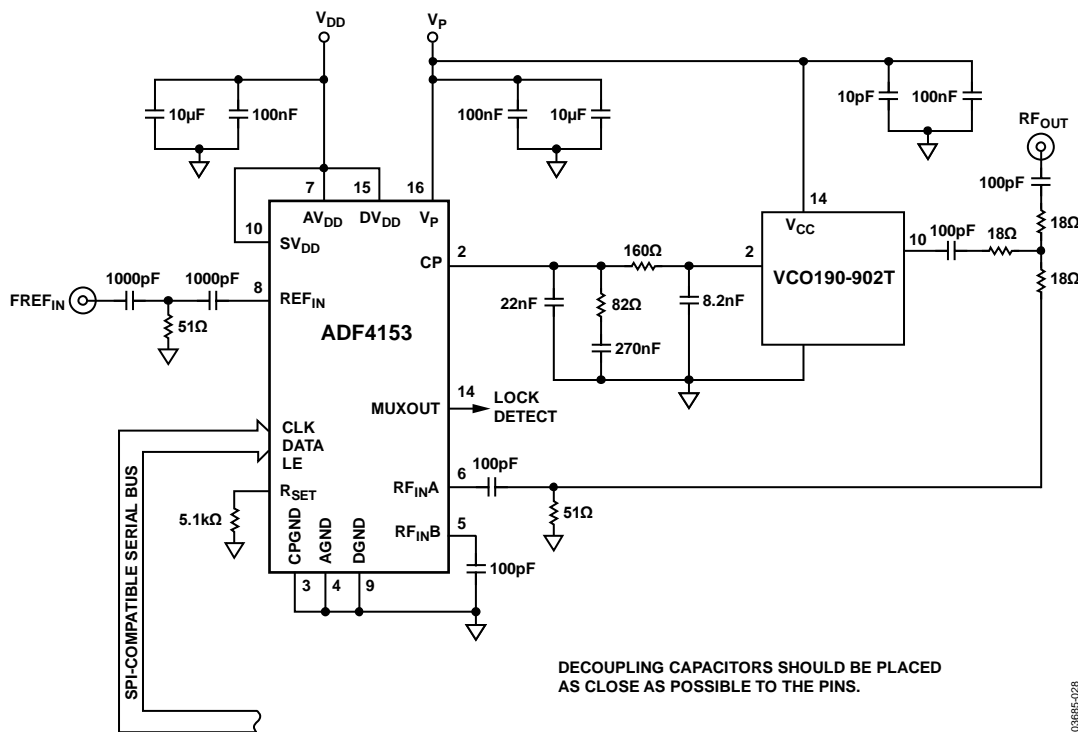 VDD
VP
10µF
100nF
100nF
10µF
10pF
100nF
RFOUT
100pF
18Ω
18Ω
7
15
16
AVDD
DVDD
VP
10
SVDD
CP
2
160Ω
2
14
VCC
VCO190-902T
10
100pF
18Ω
FREFIN
1000pF
1000pF
8
REFIN
51Ω
ADF4153
22nF
82Ω
270nF
8.2nF
MUXOUT
14
LOCK
DETECT
CLK
DATA
LE
RSET
5.1kΩ
RFINA
6
100pF
51Ω
RFINB
5
100pF
CPGND
AGND
DGND
3
4
9
SPI-COMPATIBLE SERIAL BUS
DECOUPLING CAPACITORS SHOULD BE PLACED
AS CLOSE AS POSSIBLE TO THE PINS.
03685-028